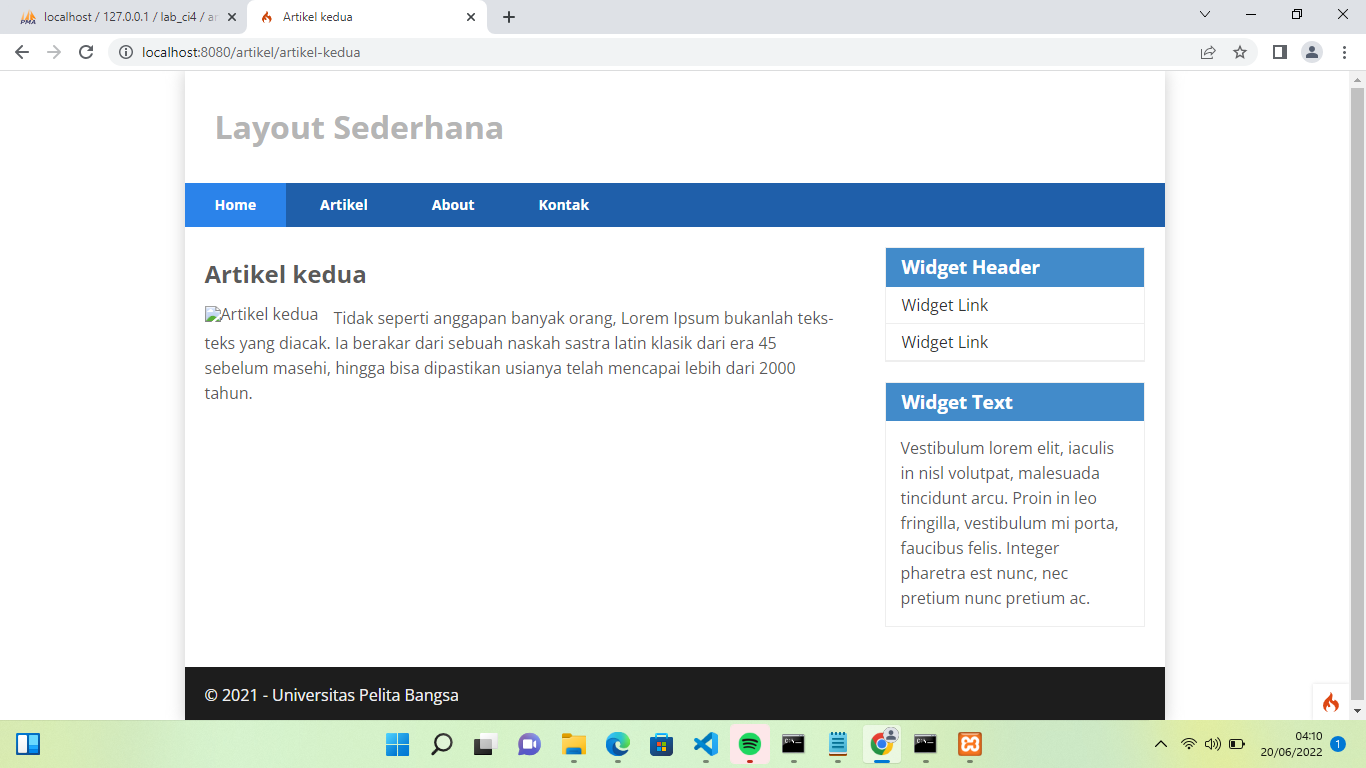 localhost / 127.0.0.1 / lab_ci4 / ar
Artikel kedua
localhost:8080/artikel/artikel-kedua
Layout Sederhana
Home
Artikel
About
Kontak
Artikel kedua
Artikel kedua
Tidak seperti anggapan banyak orang, Lorem Ipsum bukanlah teks-
teks yang diacak. Ia berakar dari sebuah naskah sastra latin klasik dari era 45
sebelum masehi, hingga bisa dipastikan usianya telah mencapai lebih dari 2000
tahun.
Widget Header
Widget Link
Widget Link
Widget Text
Vestibulum lorem elit, iaculis
in nisl volutpat, malesuada
tincidunt arcu. Proin in leo
fringilla, vestibulum mi porta,
faucibus felis. Integer
pharetra est nunc, nec
pretium nunc pretium ac.
© 2021 - Universitas Pelita Bangsa
04:10
20/06/2022
1